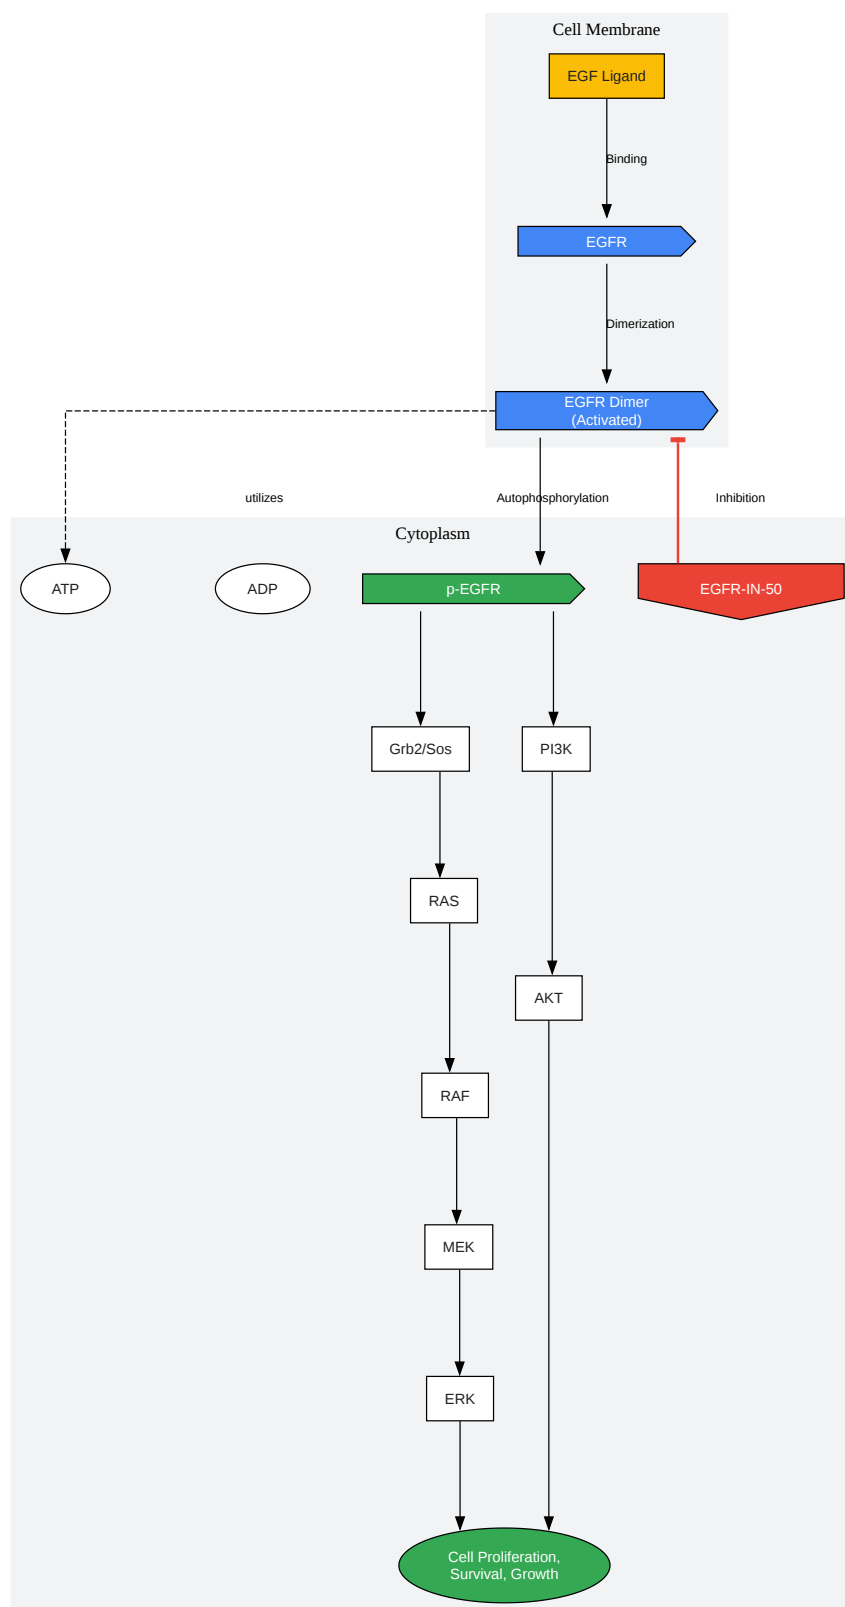 Cell Membrane
EGF Ligand
Binding
EGFR
Dimerization
EGFR Dimer
(Activated)
utilizes
Autophosphorylation
Inhibition
Cytoplasm
ATP
ADP
p-EGFR
EGFR-IN-50
Grb2/Sos
PI3K
RAS
AKT
RAF
MEK
ERK
Cell Proliferation,
Survival, Growth